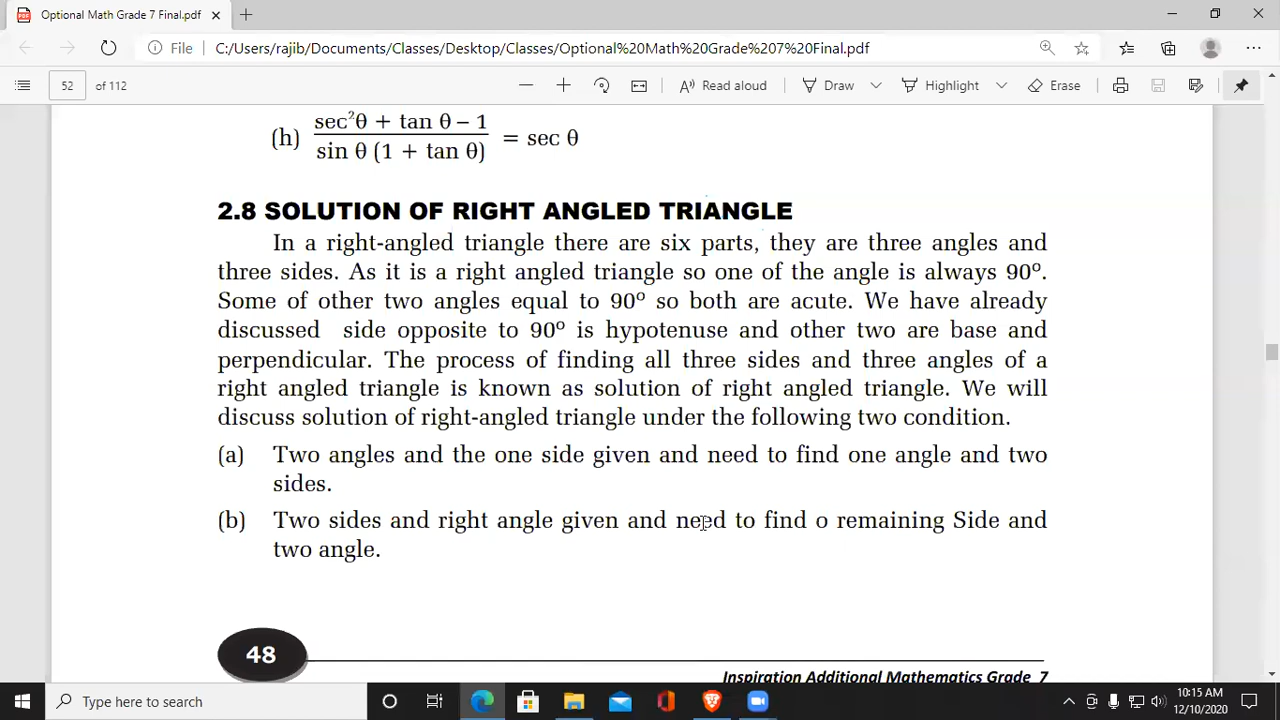 Optional Math Grade 7 Final.pdf
File C:/Users/rajib/Documents/Classes/Desktop/Classes/Optional%20Math%20Grade%207%20Final.pdf
52 of 112 Read aloud Draw Highlight Erase
(h) sec²θ + tan θ – 1
sin θ (1 + tan θ) = sec θ
2.8 SOLUTION OF RIGHT ANGLED TRIANGLE
In a right-angled triangle there are six parts, they are three angles and
three sides. As it is a right angled triangle so one of the angle is always 90º.
Some of other two angles equal to 90º so both are acute. We have already
discussed side opposite to 90º is hypotenuse and other two are base and
perpendicular. The process of finding all three sides and three angles of a
right angled triangle is known as solution of right angled triangle. We will
discuss solution of right-angled triangle under the following two condition.
(a) Two angles and the one side given and need to find one angle and two
sides.
(b) Two sides and right angle given and need to find o remaining Side and
two angle.
48
Inspiration Additional Mathematics Grade 7
Type here to search
10:15 AM
12/10/2020